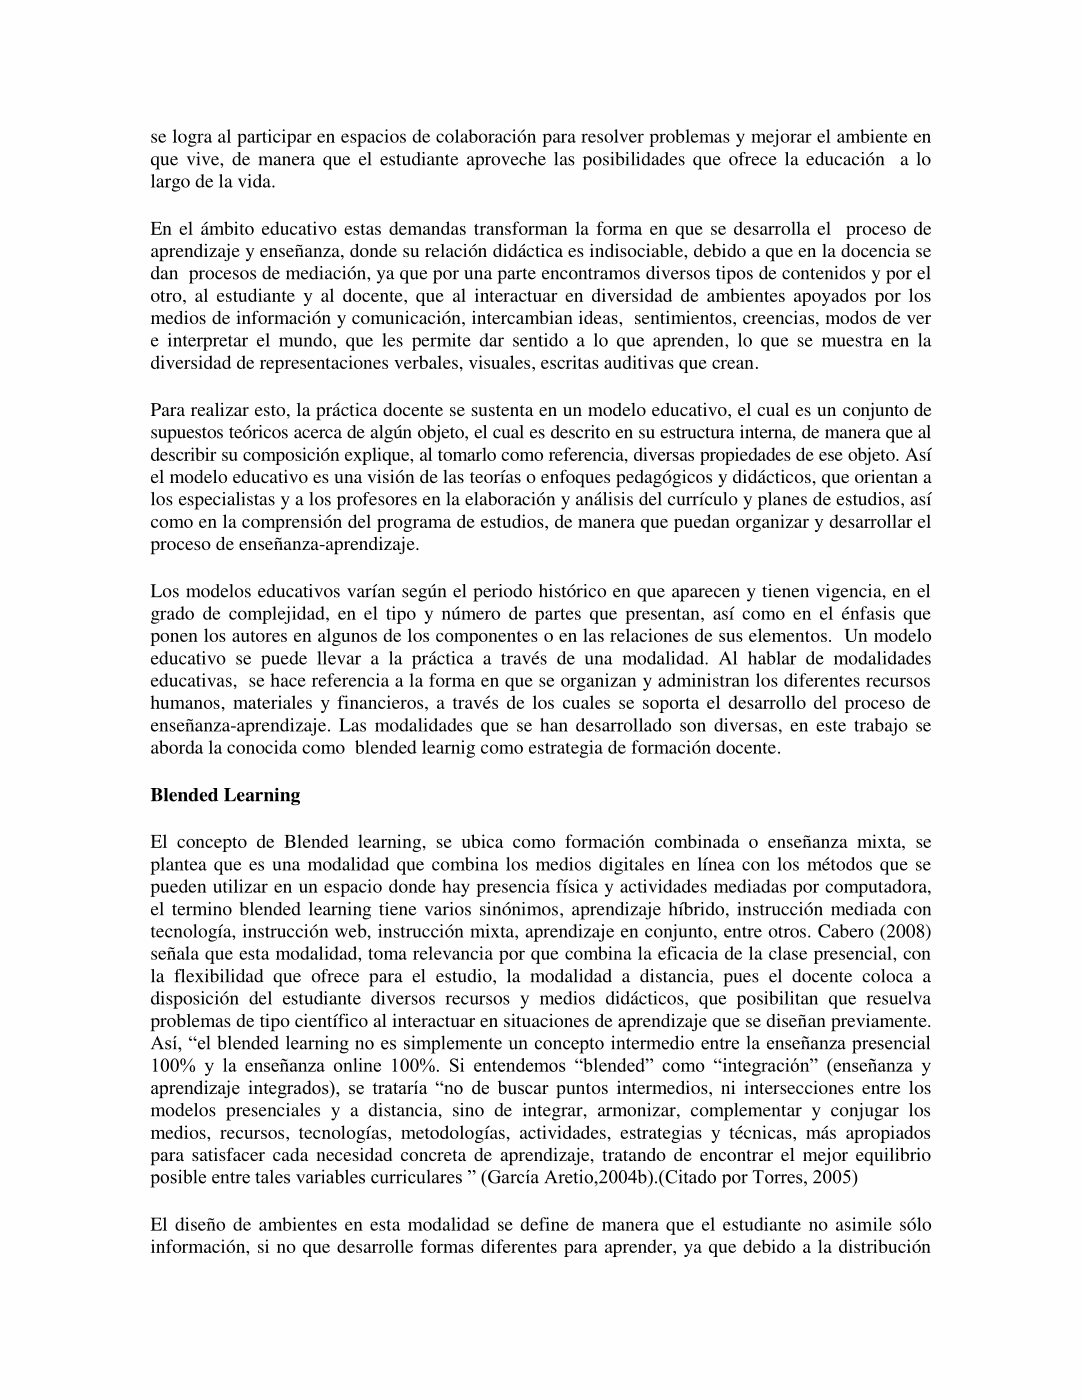 se logra al participar en espacios de colaboración para resolver problemas y mejorar el ambiente en
que vive, de manera que el estudiante aproveche las posibilidades que ofrece la educación  a lo
largo de la vida.
En el ámbito educativo estas demandas transforman la forma en que se desarrolla el  proceso de
aprendizaje y enseñanza, donde su relación didáctica es indisociable, debido a que en la docencia se
dan  procesos de mediación, ya que por una parte encontramos diversos tipos de contenidos y por el
otro, al estudiante y al docente, que al interactuar en diversidad de ambientes apoyados por los
medios de información y comunicación, intercambian ideas,  sentimientos, creencias, modos de ver
e interpretar el mundo, que les permite dar sentido a lo que aprenden, lo que se muestra en la
diversidad de representaciones verbales, visuales, escritas auditivas que crean.
Para realizar esto, la práctica docente se sustenta en un modelo educativo, el cual es un conjunto de
supuestos teóricos acerca de algún objeto, el cual es descrito en su estructura interna, de manera que al
describir su composición explique, al tomarlo como referencia, diversas propiedades de ese objeto. Así
el modelo educativo es una visión de las teorías o enfoques pedagógicos y didácticos, que orientan a
los especialistas y a los profesores en la elaboración y análisis del currículo y planes de estudios, así
como en la comprensión del programa de estudios, de manera que puedan organizar y desarrollar el
proceso de enseñanza-aprendizaje.
Los modelos educativos varían según el periodo histórico en que aparecen y tienen vigencia, en el
grado de complejidad, en el tipo y número de partes que presentan, así como en el énfasis que
ponen los autores en algunos de los componentes o en las relaciones de sus elementos.  Un modelo
educativo se puede llevar a la práctica a través de una modalidad. Al hablar de modalidades
educativas,  se hace referencia a la forma en que se organizan y administran los diferentes recursos
humanos, materiales y financieros, a través de los cuales se soporta el desarrollo del proceso de
enseñanza-aprendizaje. Las modalidades que se han desarrollado son diversas, en este trabajo se
aborda la conocida como  blended learnig como estrategia de formación docente.
Blended Learning
El concepto de Blended learning, se ubica como formación combinada o enseñanza mixta, se
plantea que es una modalidad que combina los medios digitales en línea con los métodos que se
pueden utilizar en un espacio donde hay presencia física y actividades mediadas por computadora,
el termino blended learning tiene varios sinónimos, aprendizaje híbrido, instrucción mediada con
tecnología, instrucción web, instrucción mixta, aprendizaje en conjunto, entre otros. Cabero (2008)
señala que esta modalidad, toma relevancia por que combina la eficacia de la clase presencial, con
la flexibilidad que ofrece para el estudio, la modalidad a distancia, pues el docente coloca a
disposición del estudiante diversos recursos y medios didácticos, que posibilitan que resuelva
problemas de tipo científico al interactuar en situaciones de aprendizaje que se diseñan previamente.
Así, “el blended learning no es simplemente un concepto intermedio entre la enseñanza presencial
100% y la enseñanza online 100%. Si entendemos “blended” como “integración” (enseñanza y
aprendizaje integrados), se trataría “no de buscar puntos intermedios, ni intersecciones entre los
modelos presenciales y a distancia, sino de integrar, armonizar, complementar y conjugar los
medios, recursos, tecnologías, metodologías, actividades, estrategias y técnicas, más apropiados
para satisfacer cada necesidad concreta de aprendizaje, tratando de encontrar el mejor equilibrio
posible entre tales variables curriculares ” (García Aretio,2004b).(Citado por Torres, 2005)
El diseño de ambientes en esta modalidad se define de manera que el estudiante no asimile sólo
información, si no que desarrolle formas diferentes para aprender, ya que debido a la distribución